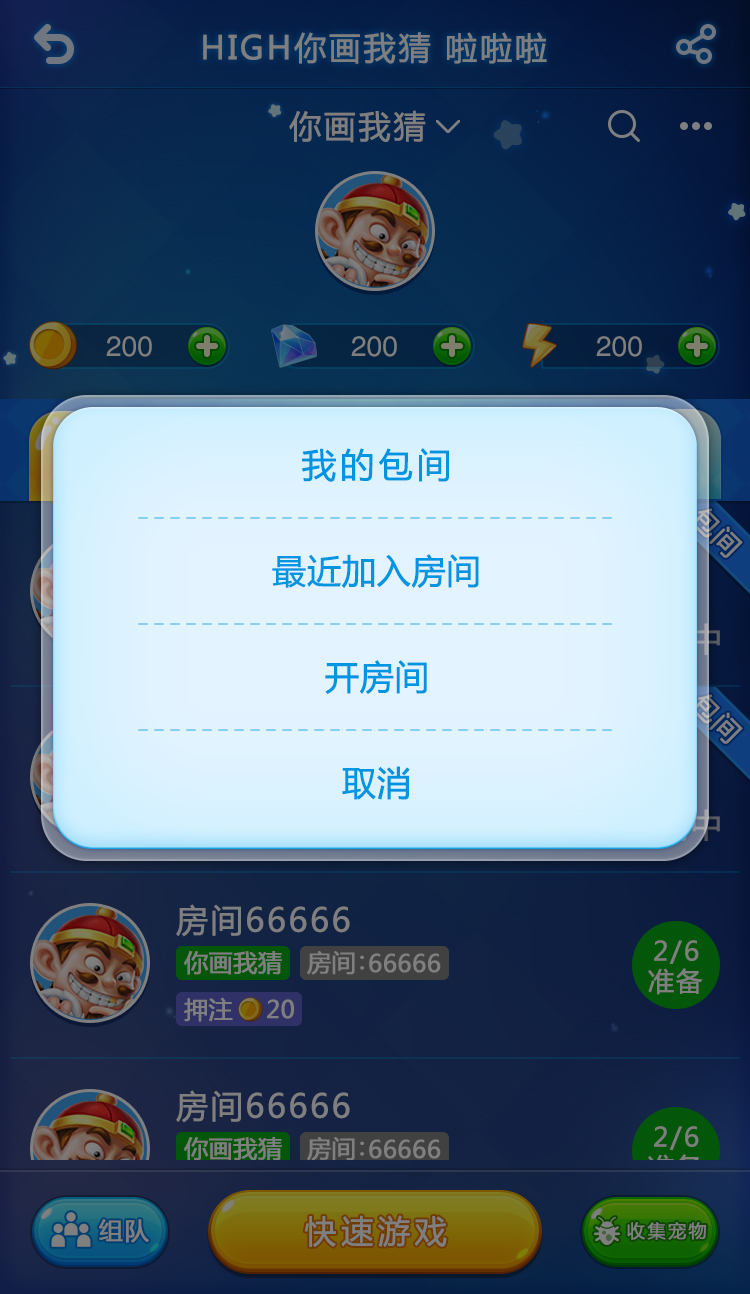 HIGH你画我猜 啦啦啦
你画我猜
200
200
200
我的包间
最近加入房间
开房间
取消
包间
中
包间
中
房间66666
你画我猜
房间:66666
押注 20
2/6
准备
房间66666
你画我猜
房间:66666
2/6
准备
组队
快速游戏
收集宠物